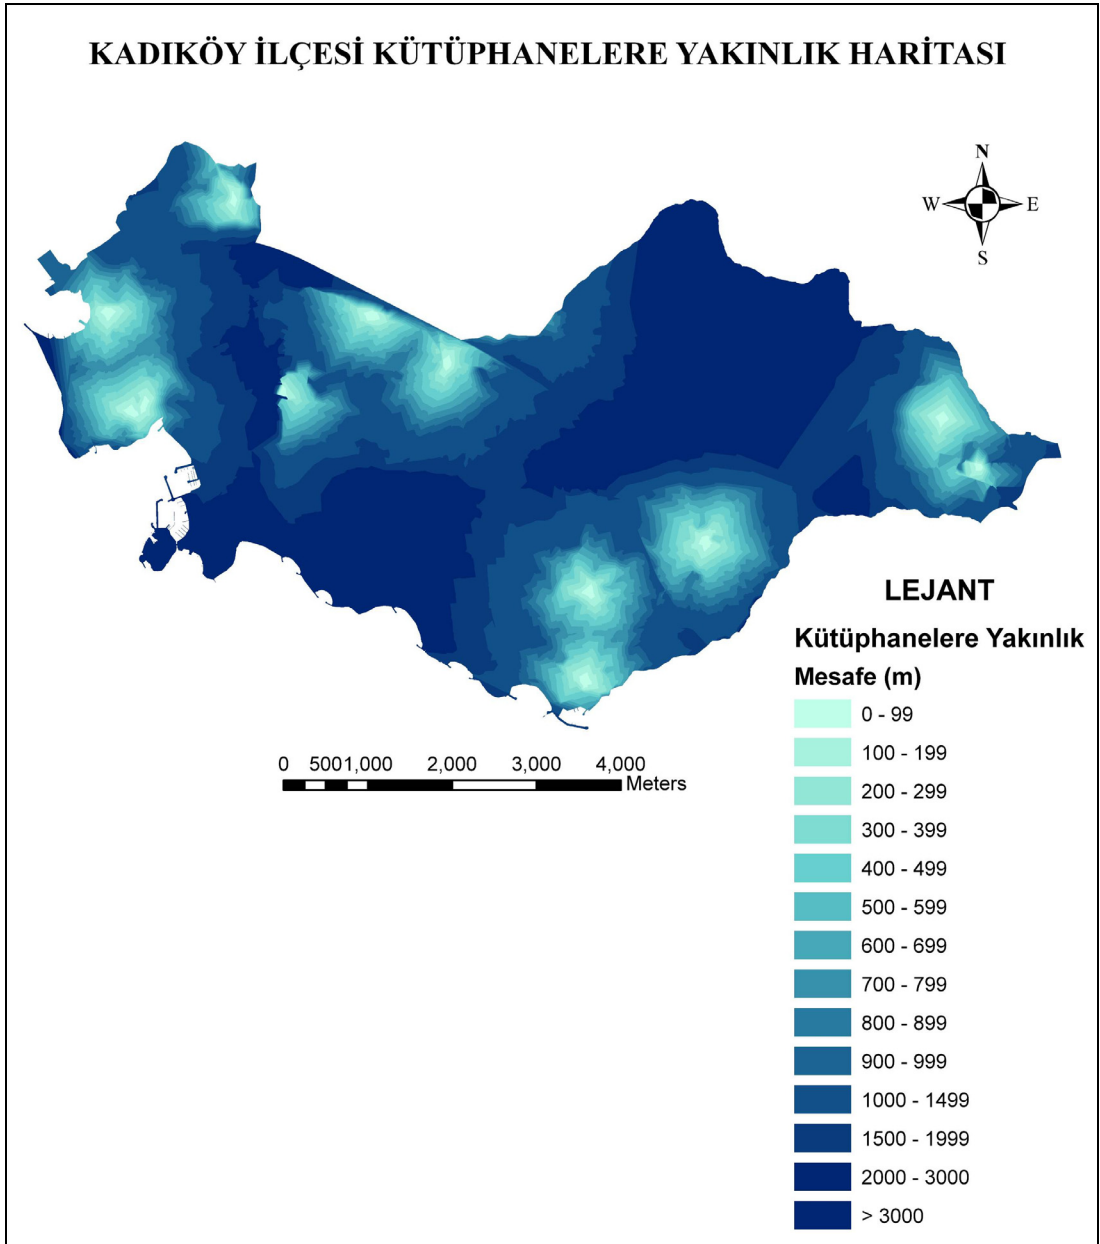 KADIKÖY İLÇESİ KÜTÜPHANELERE YAKINLIK HARİTASI
N
W E
S
LEJANT
Kütüphanelere Yakınlık
Mesafe (m)
0 - 99
100 - 199
200 - 299
300 - 399
400 - 499
500 - 599
600 - 699
700 - 799
800 - 899
900 - 999
1000 - 1499
1500 - 1999
2000 - 3000
> 3000
0 500 1,000 2,000 3,000 4,000
Meters